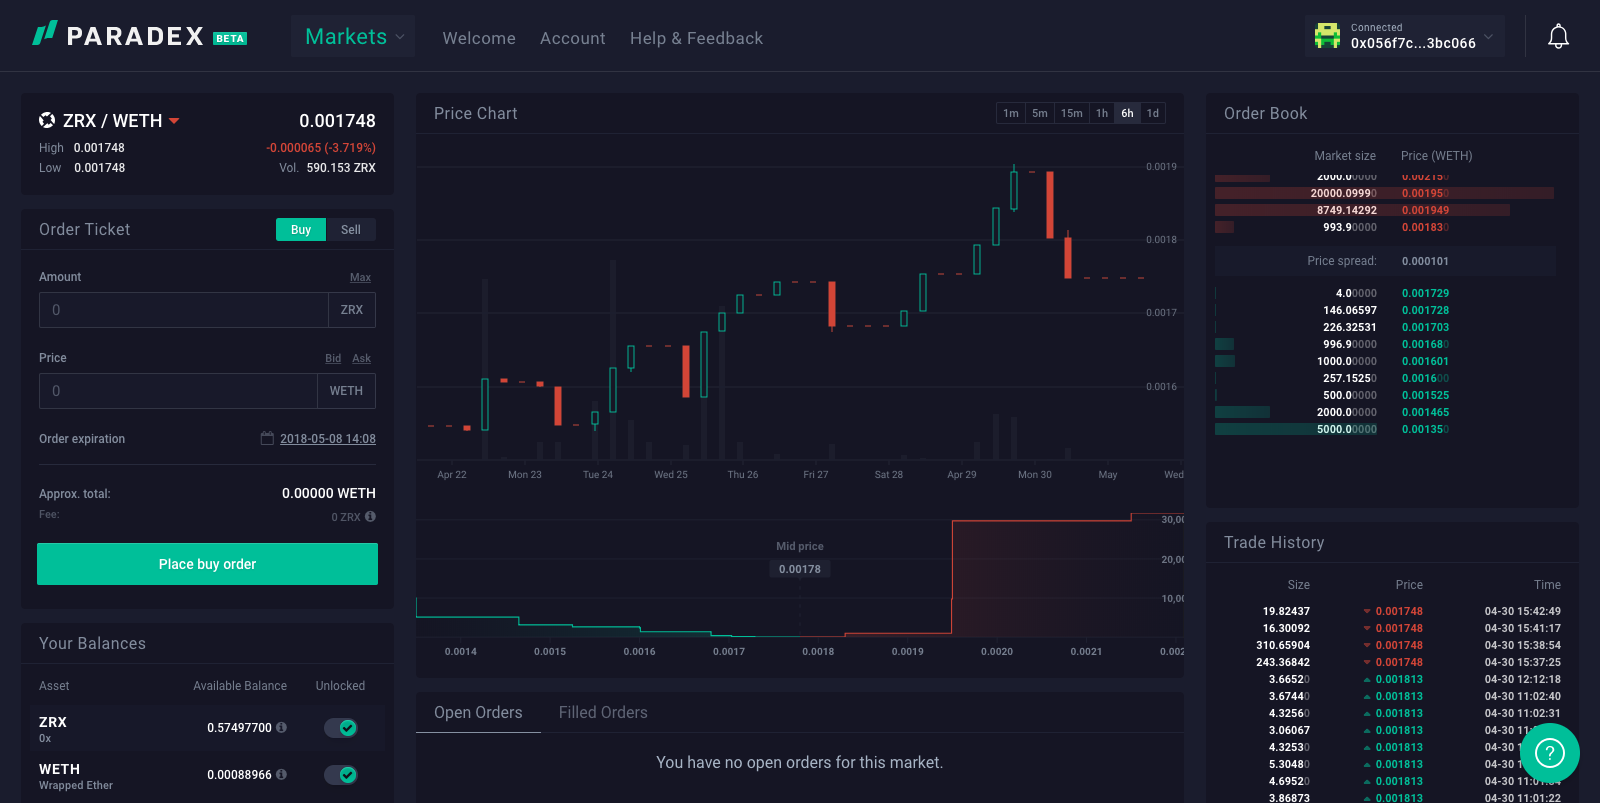 PARADEX BETA
Markets
Welcome
Account
Help & Feedback
Connected
0x056f7c...3bc066
ZRX / WETH
0.001748
High 0.001748
-0.000065 (-3.719%)
Low 0.001748
Vol. 590.153 ZRX
Order Ticket
Buy
Sell
Amount
Max
0
ZRX
Price
Bid Ask
0
WETH
Order expiration
2018-05-08 14:08
Approx. total:
0.00000 WETH
Fee:
0 ZRX
Place buy order
Your Balances
Asset Available Balance Unlocked
ZRX
0x
0.57497700
WETH
Wrapped Ether
0.00088966
Price Chart
1m 5m 15m 1h 6h 1d
0.0019
0.0018
0.0017
0.0016
Apr 22 Mon 23 Tue 24 Wed 25 Thu 26 Fri 27 Sat 28 Apr 29 Mon 30 May Wed
30,00
20,00
10,00
Mid price
0.00178
0.0014 0.0015 0.0016 0.0017 0.0018 0.0019 0.0020 0.0021 0.002
Open Orders
Filled Orders
You have no open orders for this market.
Order Book
Market size Price (WETH)
2000.00000 0.002150
20000.09990 0.001950
8749.14292 0.001949
993.90000 0.001830
Price spread: 0.000101
4.00000 0.001729
146.06597 0.001728
226.32531 0.001703
996.90000 0.001680
1000.00000 0.001601
257.15250 0.001600
500.00000 0.001525
2000.00000 0.001465
5000.00000 0.001350
Trade History
Size Price Time
19.82437 0.001748 04-30 15:42:49
16.30092 0.001748 04-30 15:41:17
310.65904 0.001748 04-30 15:38:54
243.36842 0.001748 04-30 15:37:25
3.66520 0.001813 04-30 12:12:18
3.67440 0.001813 04-30 11:02:40
4.32560 0.001813 04-30 11:02:31
3.06067 0.001813 04-30
4.32530 0.001813 04-30
5.30480 0.001813 04-30
4.69520 0.001813 04-30
3.86873 0.001813 04-30 11:01:22
?